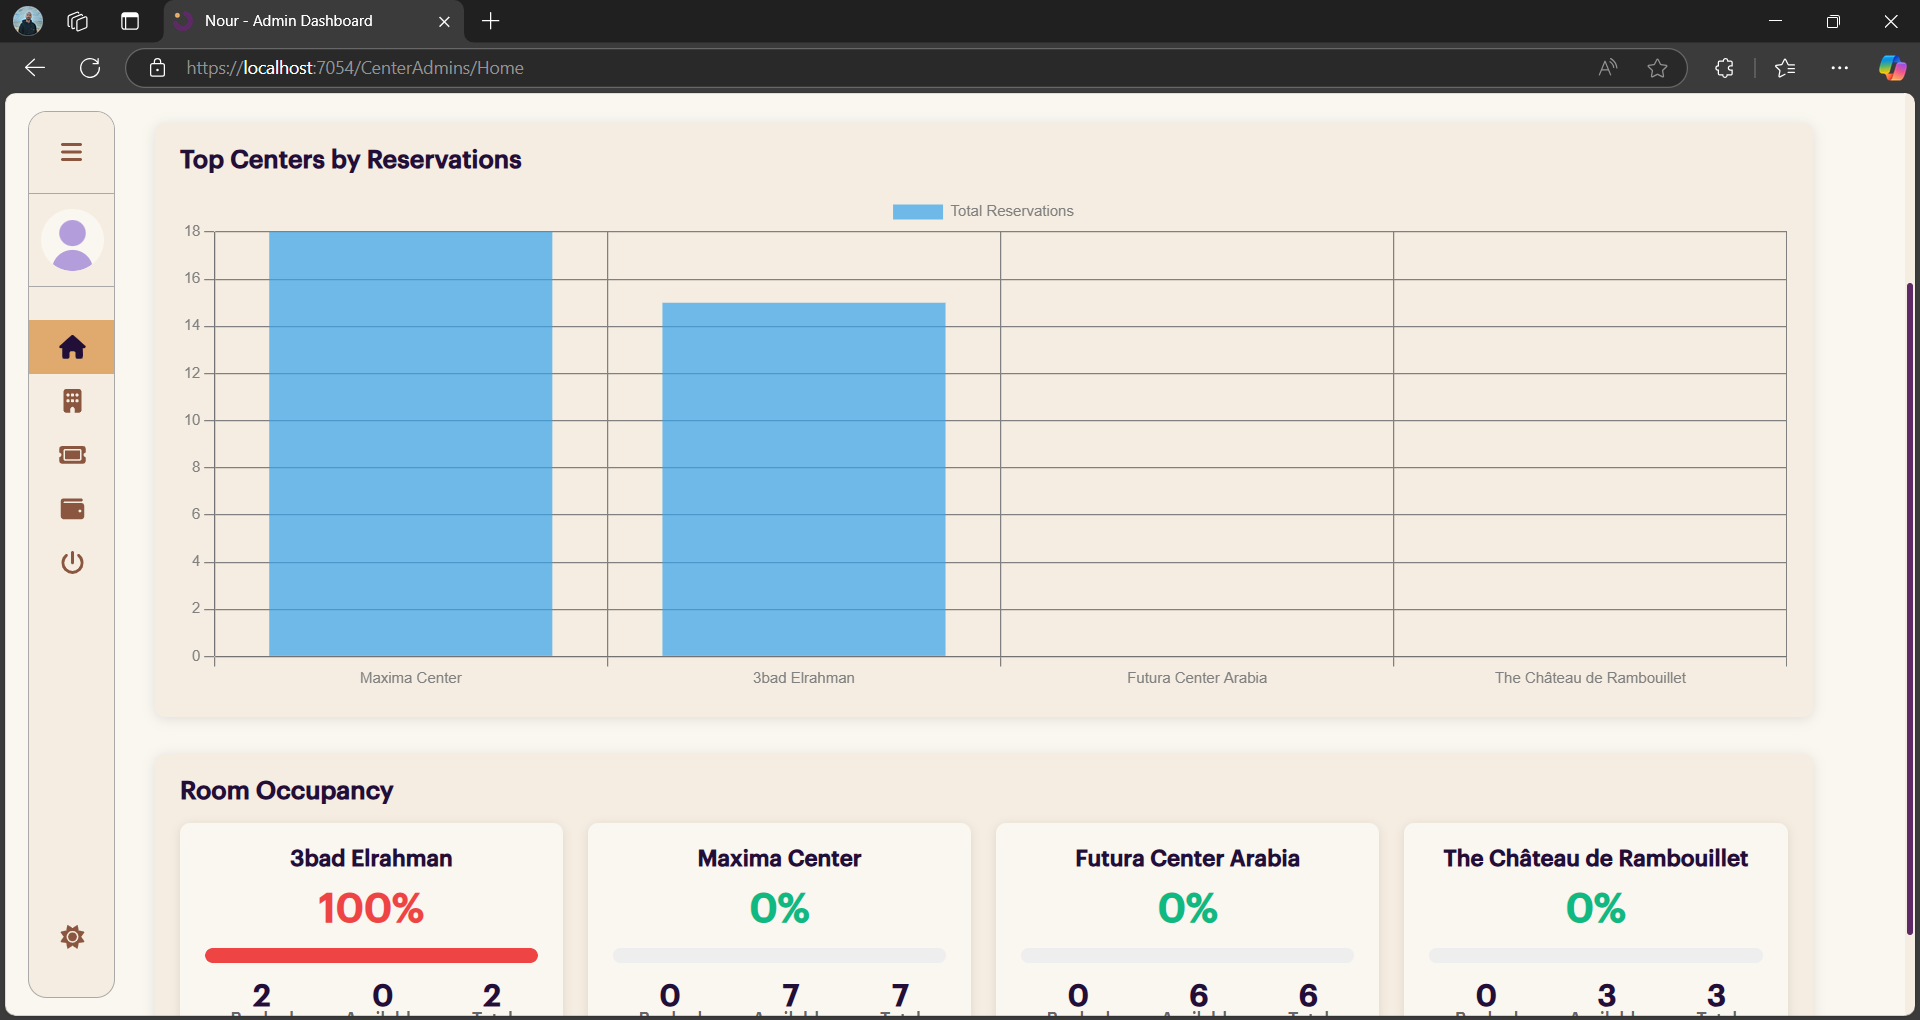 Nour - Admin Dashboard
https://localhost:7054/CenterAdmins/Home
Top Centers by Reservations
Total Reservations
18
16
14
12
10
8
6
4
2
0
Maxima Center 3bad Elrahman Futura Center Arabia The Château de Rambouillet
Room Occupancy
3bad Elrahman
100%
2 0 2
Maxima Center
0%
0 7 7
Futura Center Arabia
0%
0 6 6
The Château de Rambouillet
0%
0 3 3